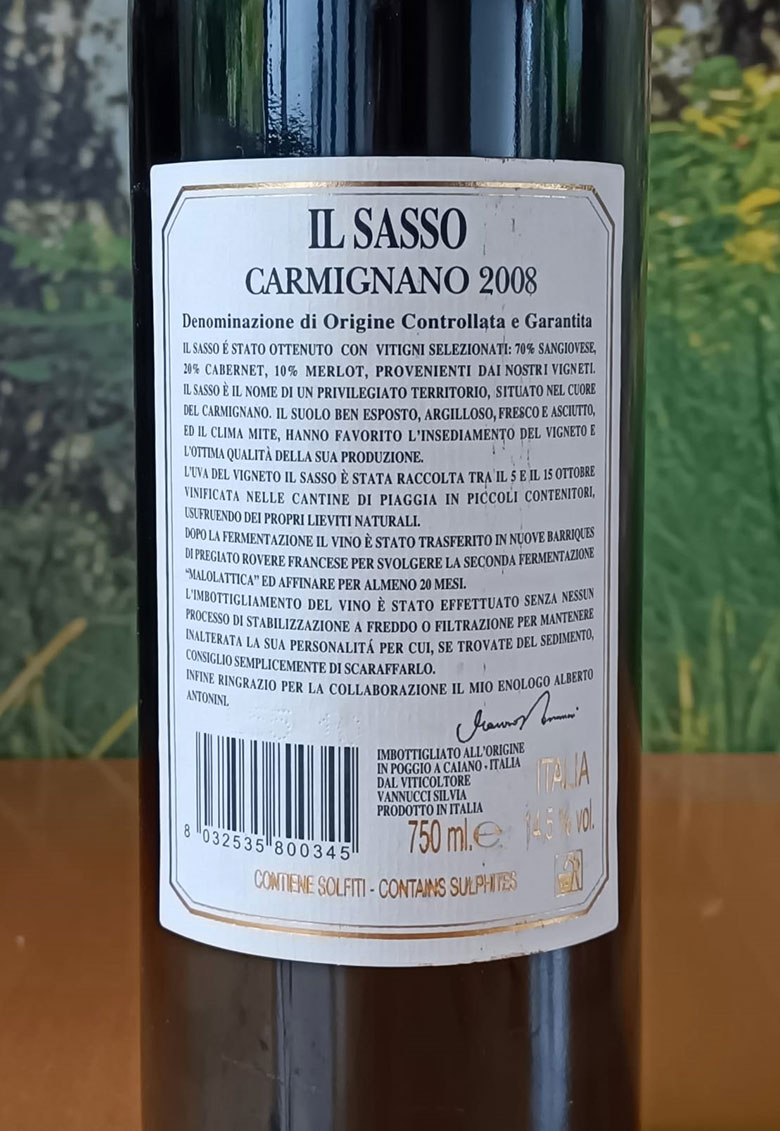 IL SASSO
CARMIGNANO 2008
Denominazione di Origine Controllata e Garantita
IL SASSO É STATO OTTENUTO CON VITIGNI SELEZIONATI: 70% SANGIOVESE,
20% CABERNET, 10% MERLOT, PROVENIENTI DAI NOSTRI VIGNETI.
IL SASSO È IL NOME DI UN PRIVILEGIATO TERRITORIO, SITUATO NEL CUORE
DEL CARMIGNANO. IL SUOLO BEN ESPOSTO, ARGILLOSO, FRESCO E ASCIUTTO,
ED IL CLIMA MITE, HANNO FAVORITO L'INSEDIAMENTO DEL VIGNETO E
L'OTTIMA QUALITÀ DELLA SUA PRODUZIONE.
L'UVA DEL VIGNETO IL SASSO È STATA RACCOLTA TRA IL 5 E IL 15 OTTOBRE
VINIFICATA NELLE CANTINE DI PIAGGIA IN PICCOLI CONTENITORI,
USUFRUENDO DEI PROPRI LIEVITI NATURALI.
DOPO LA FERMENTAZIONE IL VINO È STATO TRASFERITO IN NUOVE BARRIQUES
DI PREGIATO ROVERE FRANCESE PER SVOLGERE LA SECONDA FERMENTAZIONE
"MALOLATTICA" ED AFFINARE PER ALMENO 20 MESI.
L'IMBOTTIGLIAMENTO DEL VINO È STATO EFFETTUATO SENZA NESSUN
PROCESSO DI STABILIZZAZIONE A FREDDO O FILTRAZIONE PER MANTENERE
INALTERATA LA SUA PERSONALITÁ PER CUI, SE TROVATE DEL SEDIMENTO,
CONSIGLIO SEMPLICEMENTE DI SCARAFFARLO.
INFINE RINGRAZIO PER LA COLLABORAZIONE IL MIO ENOLOGO ALBERTO
ANTONINI.
IMBOTTIGLIATO ALL'ORIGINE
IN POGGIO A CAIANO - ITALIA
DAL VITICOLTORE
VANNUCCI SILVIA
PRODOTTO IN ITALIA
ITALIA
750 ml. e 14,5 % vol.
8 032535 800345
CONTIENE SOLFITI - CONTAINS SULPHITES